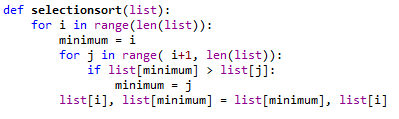 def selectionsort(list):
    for i in range(len(list)):
        minimum = i
        for j in range( i+1, len(list)):
            if list[minimum] > list[j]:
                minimum = j
        list[i], list[minimum] = list[minimum], list[i]